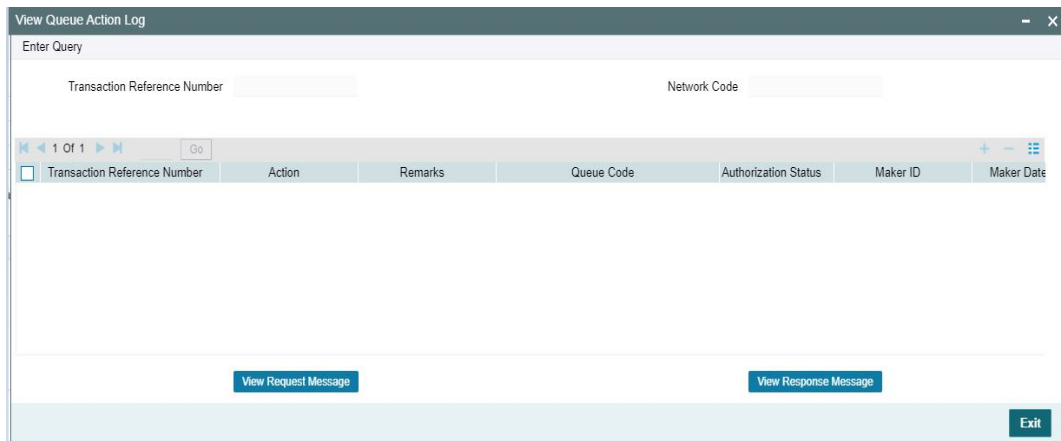 View Queue Action Log
Enter Query
Transaction Reference Number
Network Code
1 Of 1
Go
Transaction Reference Number Action Remarks Queue Code Authorization Status Maker ID Maker Date
View Request Message
View Response Message
Exit